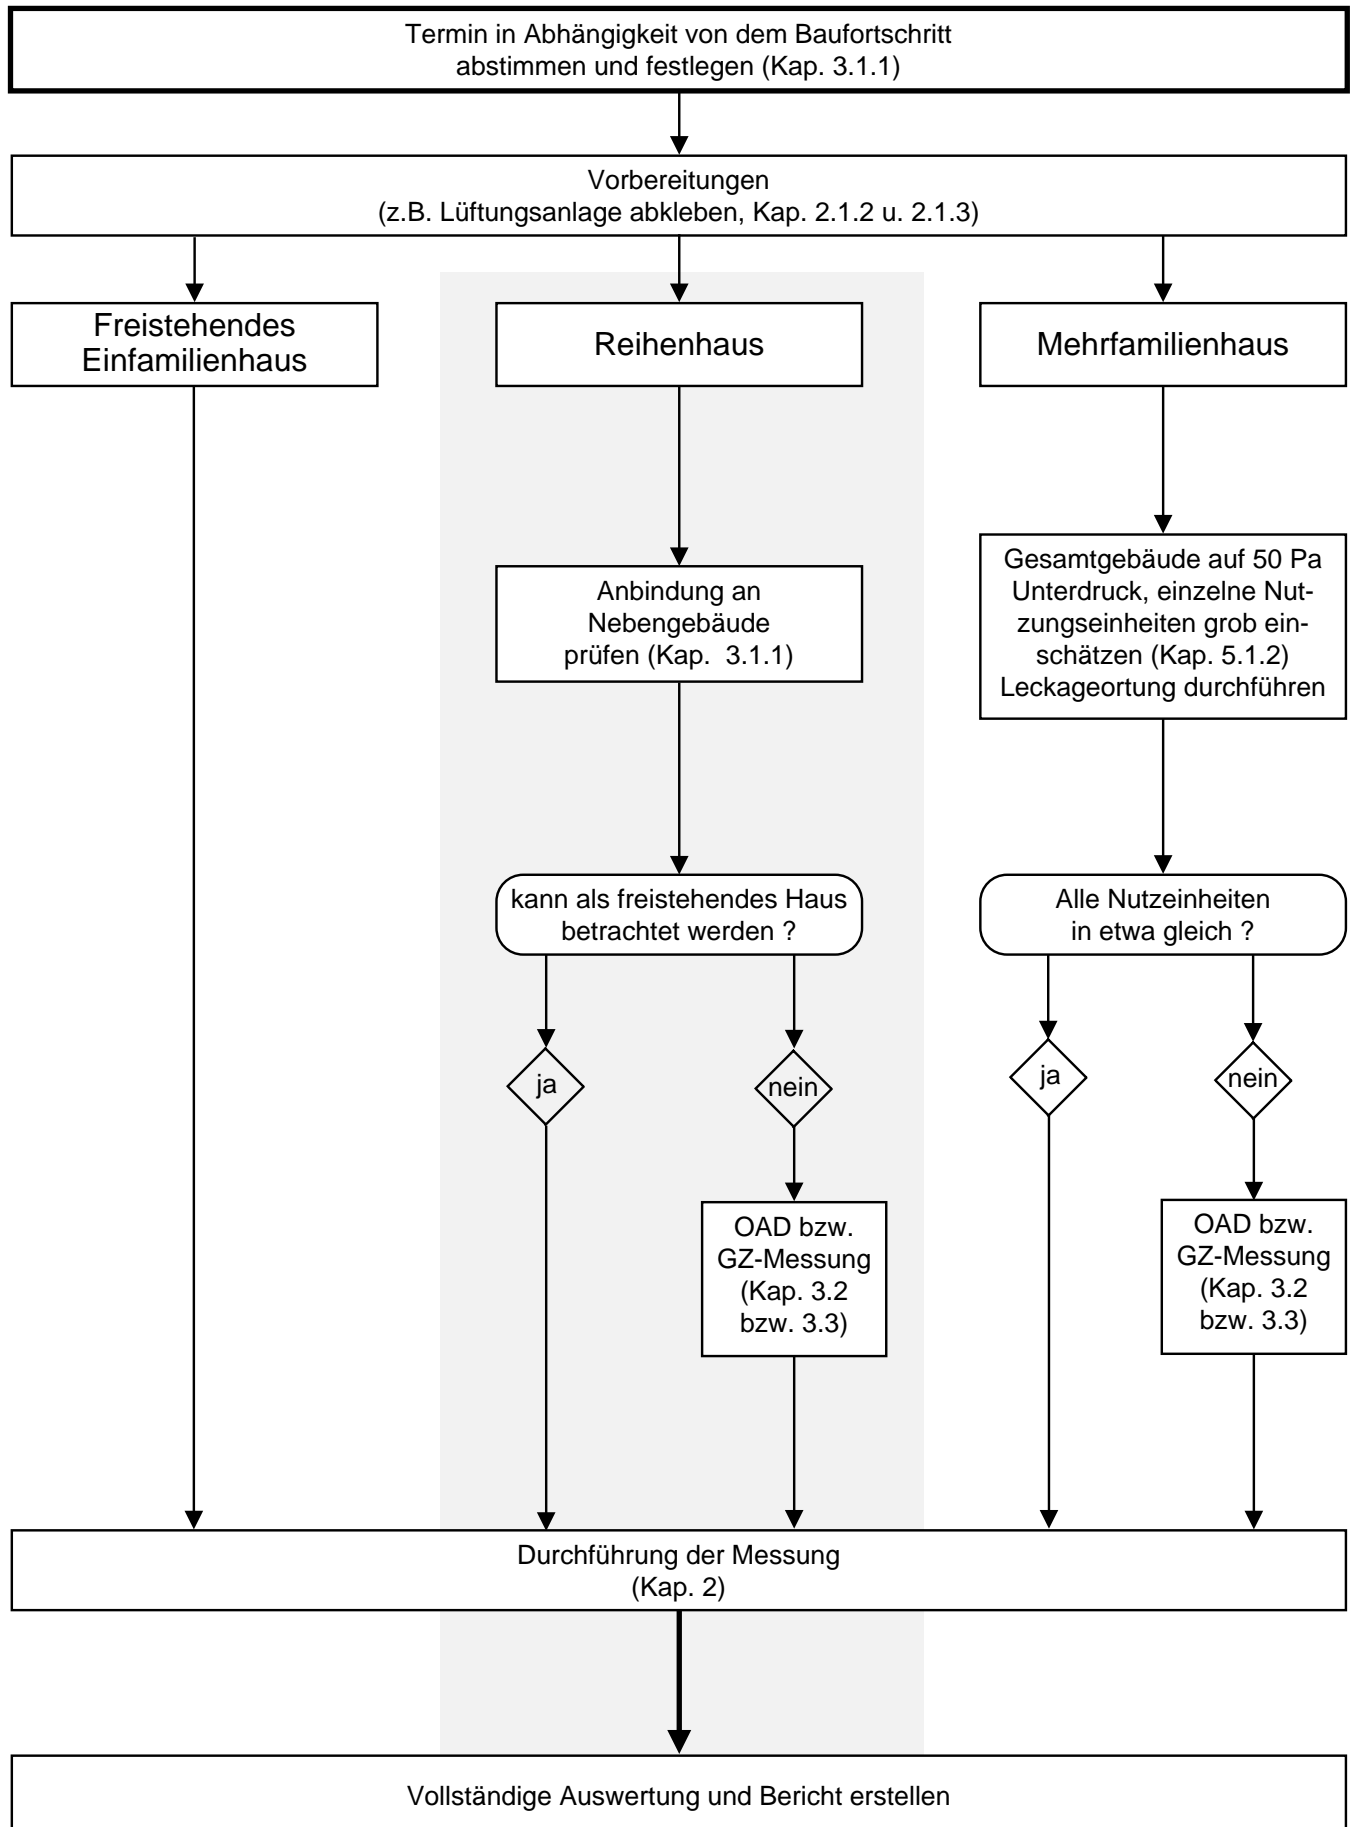 Termin in Abhängigkeit von dem Baufortschritt
abstimmen und festlegen (Kap. 3.1.1)
Vorbereitungen
(z.B. Lüftungsanlage abkleben, Kap. 2.1.2 u. 2.1.3)
Freistehendes
Einfamilienhaus
Reihenhaus
Mehrfamilienhaus
Anbindung an
Nebengebäude
prüfen (Kap. 3.1.1)
Gesamtgebäude auf 50 Pa
Unterdruck, einzelne Nut-
zungseinheiten grob ein-
schätzen (Kap. 5.1.2)
Leckageortung durchführen
kann als freistehendes Haus
betrachtet werden ?
Alle Nutzeinheiten
in etwa gleich ?
ja
nein
ja
nein
OAD bzw.
GZ-Messung
(Kap. 3.2
bzw. 3.3)
OAD bzw.
GZ-Messung
(Kap. 3.2
bzw. 3.3)
Durchführung der Messung
(Kap. 2)
Vollständige Auswertung und Bericht erstellen